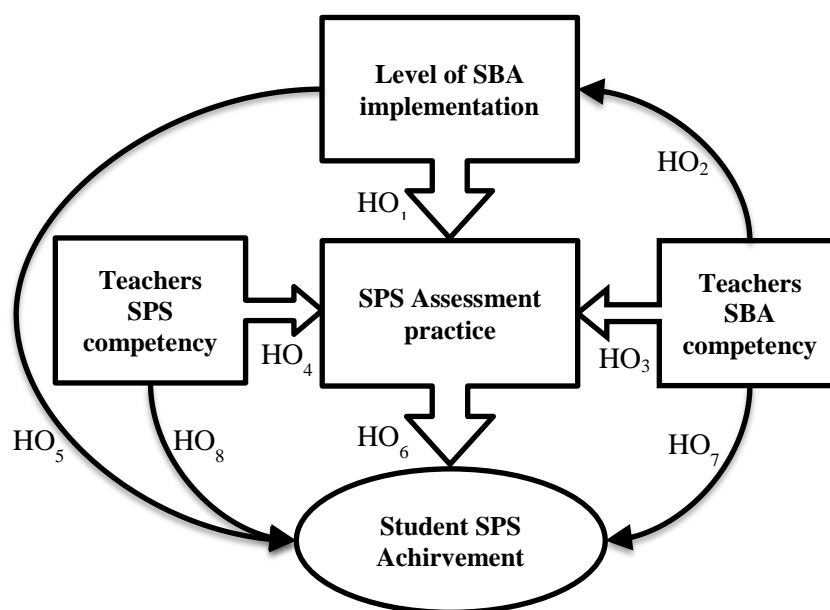 Level of SBA
implementation
HO₂
HO₁
Teachers
SPS
competency
SPS Assessment
practice
Teachers
SBA
competency
HO₄
HO₃
HO₅
HO₈
HO₆
HO₇
Student SPS
Achirvement